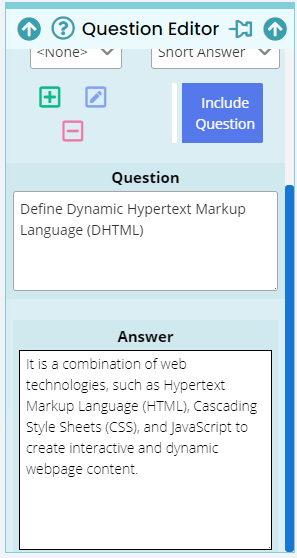 Question Editor
<None> Short Answer
Include
Question
Question
Define Dynamic Hypertext Markup
Language (DHTML)
Answer
It is a combination of web
technologies, such as Hypertext
Markup Language (HTML), Cascading
Style Sheets (CSS), and JavaScript to
create interactive and dynamic
webpage content.